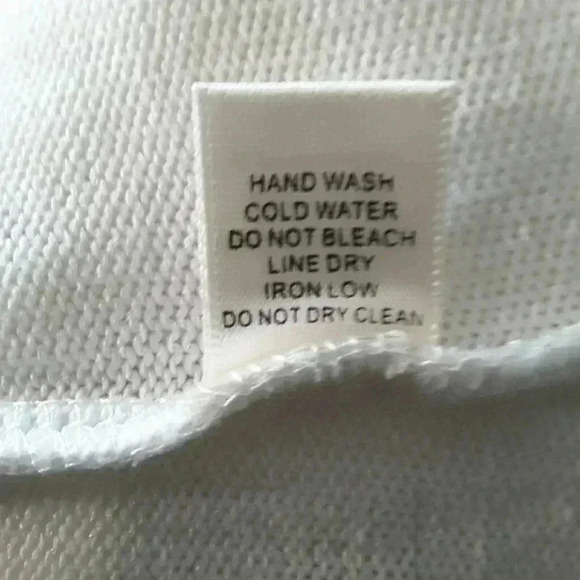 HAND WASH
COLD WATER
DO NOT BLEACH
LINE DRY
IRON LOW
DO NOT DRY CLEAN